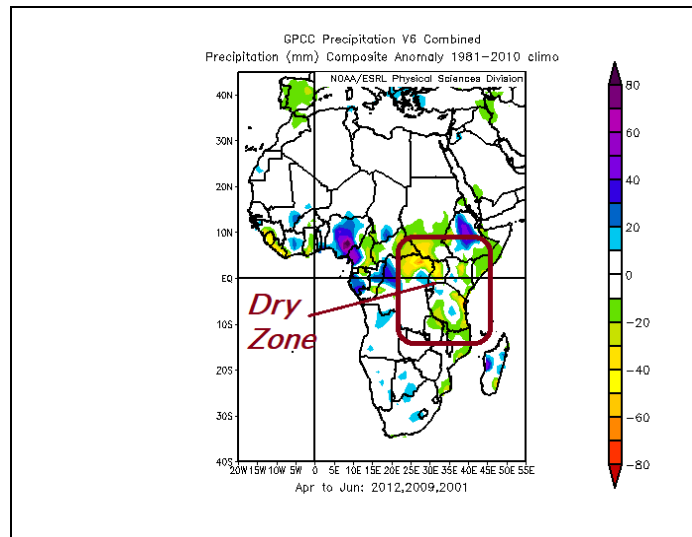 GPCC Precipitation V6 Combined
Precipitation (mm) Composite Anomaly 1981-2010 climo
NOAA/ESRL Physical Sciences Division
40N
30N
20N
10N
EQ
10S
20S
30S
40S
20W 15W 10W 5W 0 5E 10E 15E 20E 25E 30E 35E 40E 45E 50E 55E
Apr to Jun: 2012,2009,2001
Dry
Zone
80
60
40
20
10
0
-10
-20
-40
-60
-80